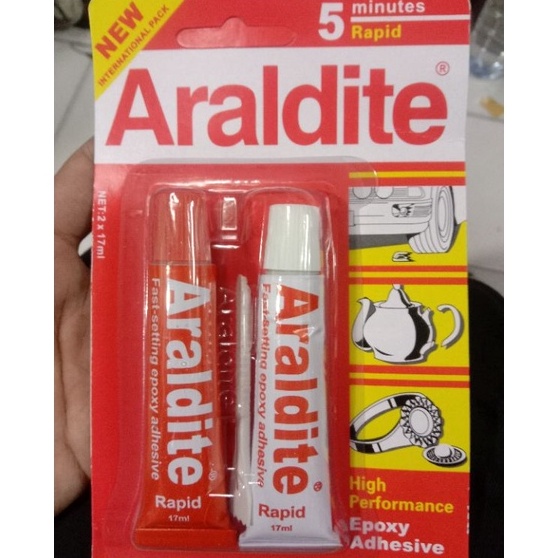 NEW
INTERNATIONAL PACK
5 minutes
Rapid
Araldite®
NET: 2 x 17ml
Araldite
Fast-setting epoxy adhesive
Rapid
17ml
Araldite
Fast-setting epoxy adhesive
Rapid
17ml
High
Performance
Epoxy
Adhesive